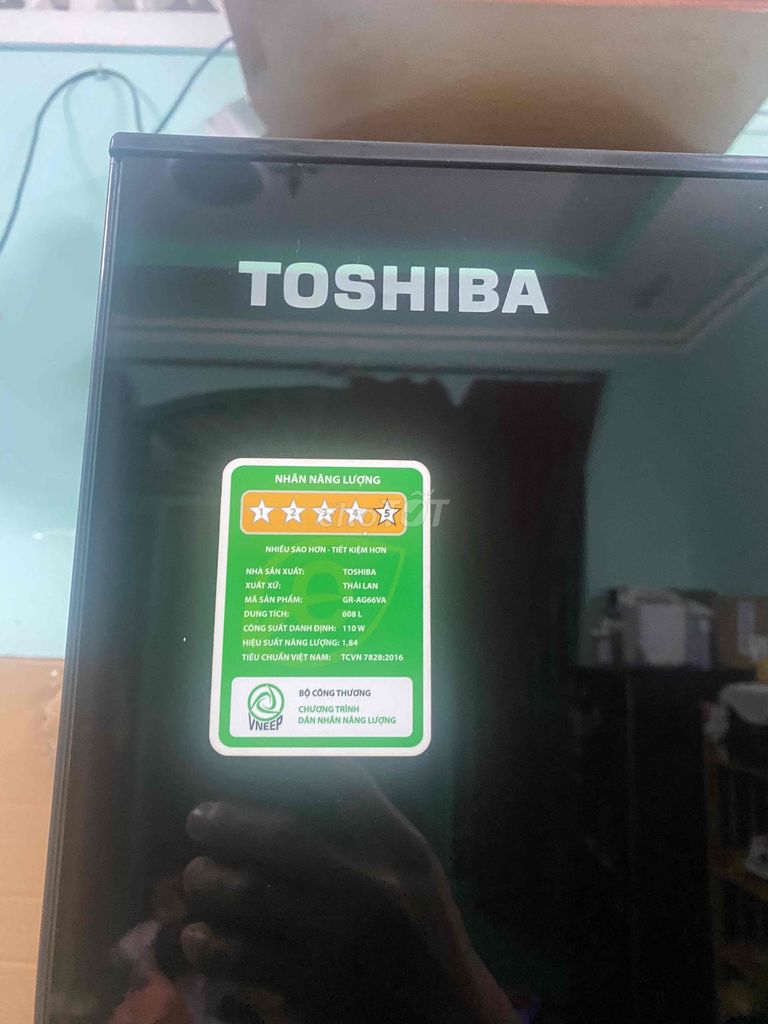 TOSHIBA
NHÃN NĂNG LƯỢNG
1 2 3 4 5
chợTỐT
NHIỀU SAO HƠN - TIẾT KIỆM HƠN
NHÀ SẢN XUẤT: TOSHIBA
XUẤT XỨ: THÁI LAN
MÃ SẢN PHẨM: GR-AG66VA
DUNG TÍCH: 608 L
CÔNG SUẤT DANH ĐỊNH: 110 W
HIỆU SUẤT NĂNG LƯỢNG: 1,84
TIÊU CHUẨN VIỆT NAM: TCVN 7828:2016
VNEEP
BỘ CÔNG THƯƠNG
CHƯƠNG TRÌNH
DÁN NHÃN NĂNG LƯỢNG